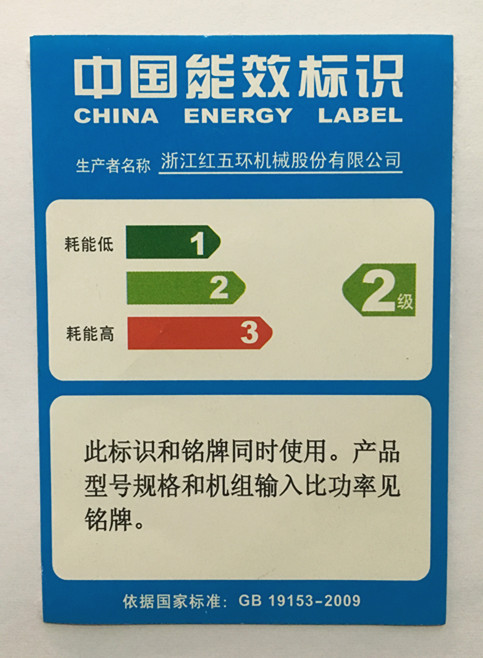 中国能效标识
CHINA ENERGY LABEL
生产者名称 浙江红五环机械股份有限公司
耗能低 1
2
2级
耗能高 3
此标识和铭牌同时使用。产品
型号规格和机组输入比功率见
铭牌。
依据国家标准：GB 19153-2009